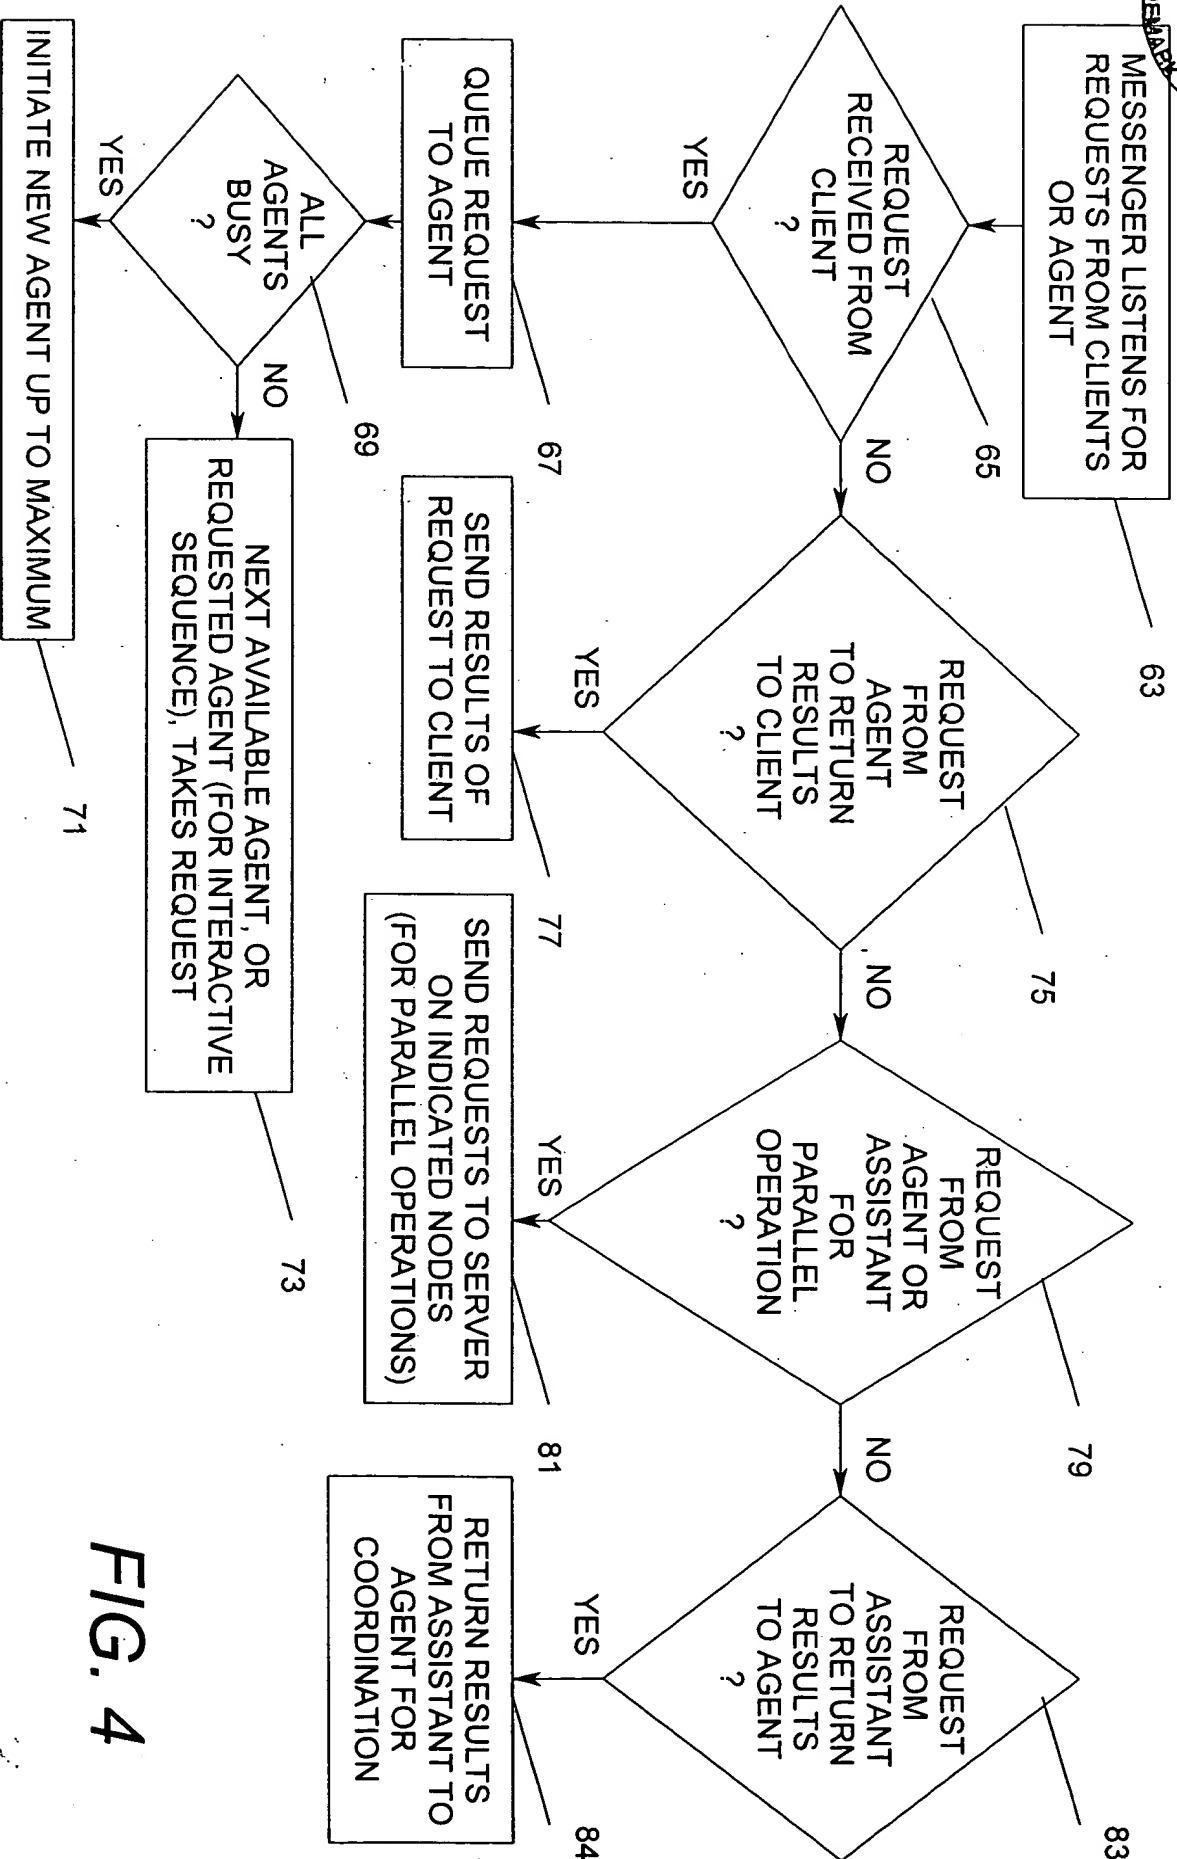 MESSENGER LISTENS FOR
REQUESTS FROM CLIENTS
OR AGENT
63
REQUEST
RECEIVED FROM
CLIENT
?
65
NO
YES
REQUEST
FROM
AGENT
TO RETURN
RESULTS
TO CLIENT
?
75
NO
YES
REQUEST
FROM
AGENT OR
ASSISTANT
FOR
PARALLEL
OPERATION
?
79
NO
YES
REQUEST
FROM
ASSISTANT
TO RETURN
RESULTS
TO AGENT
?
83
YES
QUEUE REQUEST
TO AGENT
67
SEND RESULTS OF
REQUEST TO CLIENT
77
SEND REQUESTS TO SERVER
ON INDICATED NODES
(FOR PARALLEL OPERATIONS)
81
RETURN RESULTS
FROM ASSISTANT TO
AGENT FOR
COORDINATION
84
ALL
AGENTS
BUSY
?
69
NO
YES
NEXT AVAILABLE AGENT, OR
REQUESTED AGENT (FOR INTERACTIVE
SEQUENCE), TAKES REQUEST
73
INITIATE NEW AGENT UP TO MAXIMUM
71
FIG. 4